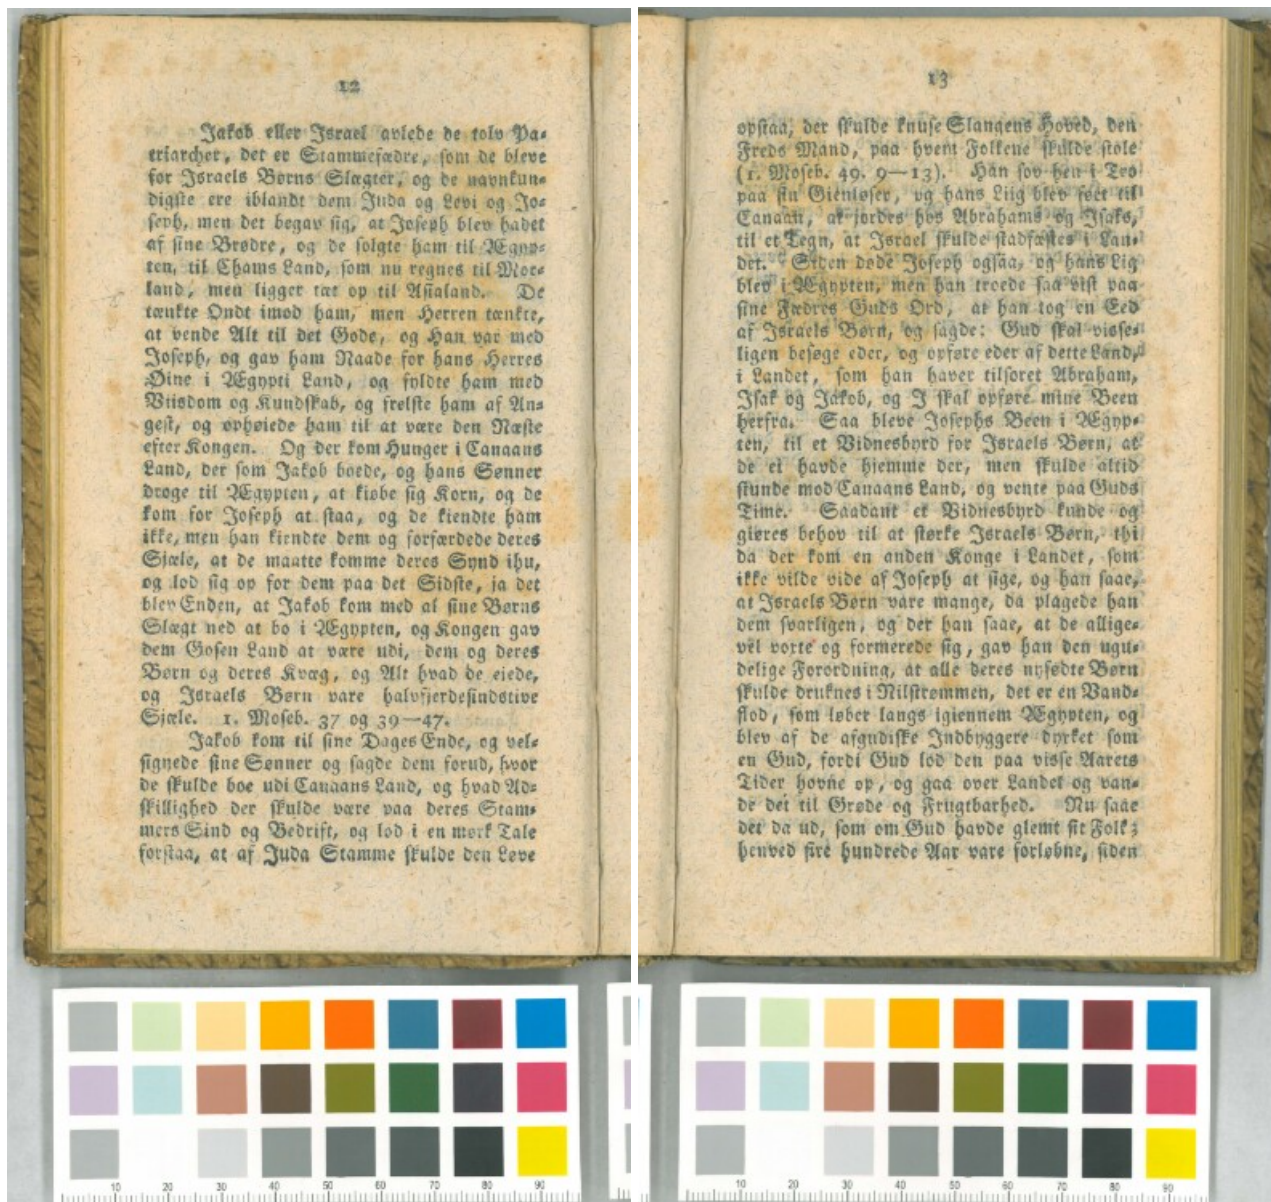 12
Jakob eller Israel avlede de tolv Pa-
triarcher, det er Stammefædre, som de bleve
for Israels Børns Slægter, og de navnkun-
digste ere iblandt dem Juda og Levi og Jo-
seph, men det begav sig, at Joseph blev hadet
af sine Brødre, og de solgte ham til Ægyp-
ten, til Chams Land, som nu regnes til Mor-
land, men ligger tæt op til Asialand. De
tænkte Ondt imod ham, men Herren tænkte,
at vende Alt til det Gode, og Han var med
Joseph, og gav ham Naade for hans Herres
Øine i Ægypti Land, og fyldte ham med
Viisdom og Kundskab, og frelste ham af An-
gest, og ophøiede ham til at være den Næste
efter Kongen. Og der kom Hunger i Canaans
Land, der som Jakob boede, og hans Sønner
droge til Ægypten, at kiøbe sig Korn, og de
kom for Joseph at staa, og de kiendte ham
ikke, men han kiendte dem og forfærdede deres
Sjæle, at de maatte komme deres Synd ihu,
og lod sig op for dem paa det Sidste, ja det
blev Enden, at Jakob kom med al sine Børns
Slægt ned at bo i Ægypten, og Kongen gav
dem Gosen Land at være udi, dem og deres
Børn og deres Kvæg, og Alt hvad de eiede,
og Israels Børn vare halvfjerdesindstive
Sjæle. 1. Moseb. 37 og 39—47.
Jakob kom til sine Dages Ende, og vel-
signede sine Sønner og sagde dem forud, hvor
de skulde boe udi Canaans Land, og hvad Ad-
skillighed der skulde være paa deres Stam-
mers Sind og Bedrift, og lod i en mørk Tale
forstaa, at af Juda Stamme skulde den Løve
13
opstaa, der skulde knuse Slangens Hoved, den
Freds Mand, paa hvem Folkene skulde stole
(1. Moseb. 49. 9—13). Han sov hen i Tro
paa sin Gienløser, og hans Liig blev ført til
Canaan, at jordes hos Abrahams og Isaks,
til et Tegn, at Israel skulde stadfæstes i Lan-
det. Siden døde Joseph ogsaa, og hans Lig
blev i Ægypten, men han troede saa vist paa
sine Fædres Guds Ord, at han tog en Eed
af Israels Børn, og sagde: Gud skal visse-
ligen besøge eder, og opføre eder af dette Land,
i Landet, som han haver tilsoret Abraham,
Isak og Jakob, og I skal opføre mine Been
herfra. Saa bleve Josephs Been i Ægyp-
ten, til et Vidnesbyrd for Israels Børn, at
de ei havde hjemme der, men skulde altid
stunde mod Canaans Land, og vente paa Guds
Time. Saadant et Vidnesbyrd kunde og
giøres behov til at størke Israels Børn, thi
da der kom en anden Konge i Landet, som
ikke vilde vide af Joseph at sige, og han saae,
at Israels Børn vare mange, da plagede han
dem svarligen, og der han saae, at de allige-
vel voxte og formerede sig, gav han den ugu-
delige Forordning, at alle deres nyfødte Børn
skulde druknes i Nilstrømmen, det er en Vand-
flod, som løber langs igiennem Ægypten, og
blev af de afgudiske Indbyggere dyrket som
en Gud, fordi Gud lod den paa visse Aarets
Tider hovne op, og gaa over Landet og van-
de det til Grøde og Frugtbarhed. Nu saae
det da ud, som om Gud havde glemt sit Folk;
henved fire hundrede Aar vare forløbne, siden
10 20 30 40 50 60 70 80 90
10 20 30 40 50 60 70 80 90